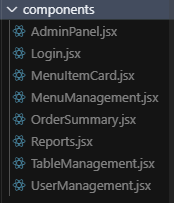 components
AdminPanel.jsx
Login.jsx
MenuItemCard.jsx
MenuManagement.jsx
OrderSummary.jsx
Reports.jsx
TableManagement.jsx
UserManagement.jsx